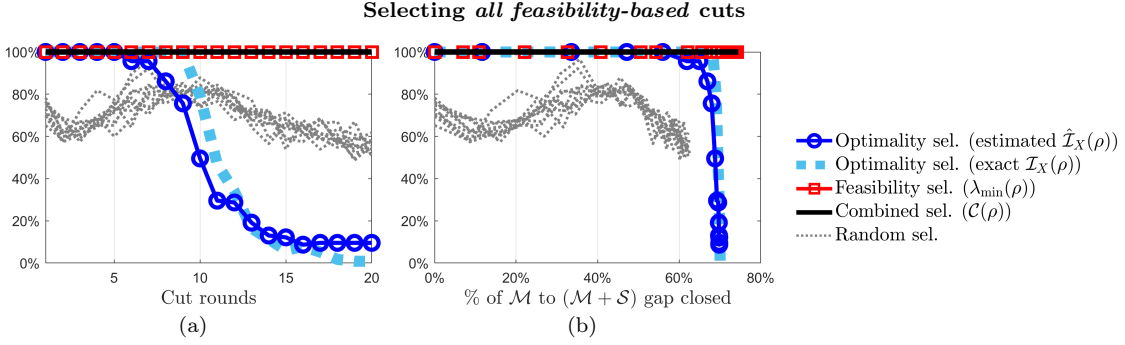 Selecting all feasibility-based cuts
100%
80%
60%
40%
20%
0%
5
10
15
20
Cut rounds
(a)
100%
80%
60%
40%
20%
0%
0%
20%
40%
60%
80%
% of ℳ to (ℳ + 𝒮) gap closed
(b)
Optimality sel. (estimated ℐ̂_X(ρ))
Optimality sel. (exact ℐ_X(ρ))
Feasibility sel. (λ_min(ρ))
Combined sel. (𝒞(ρ))
Random sel.